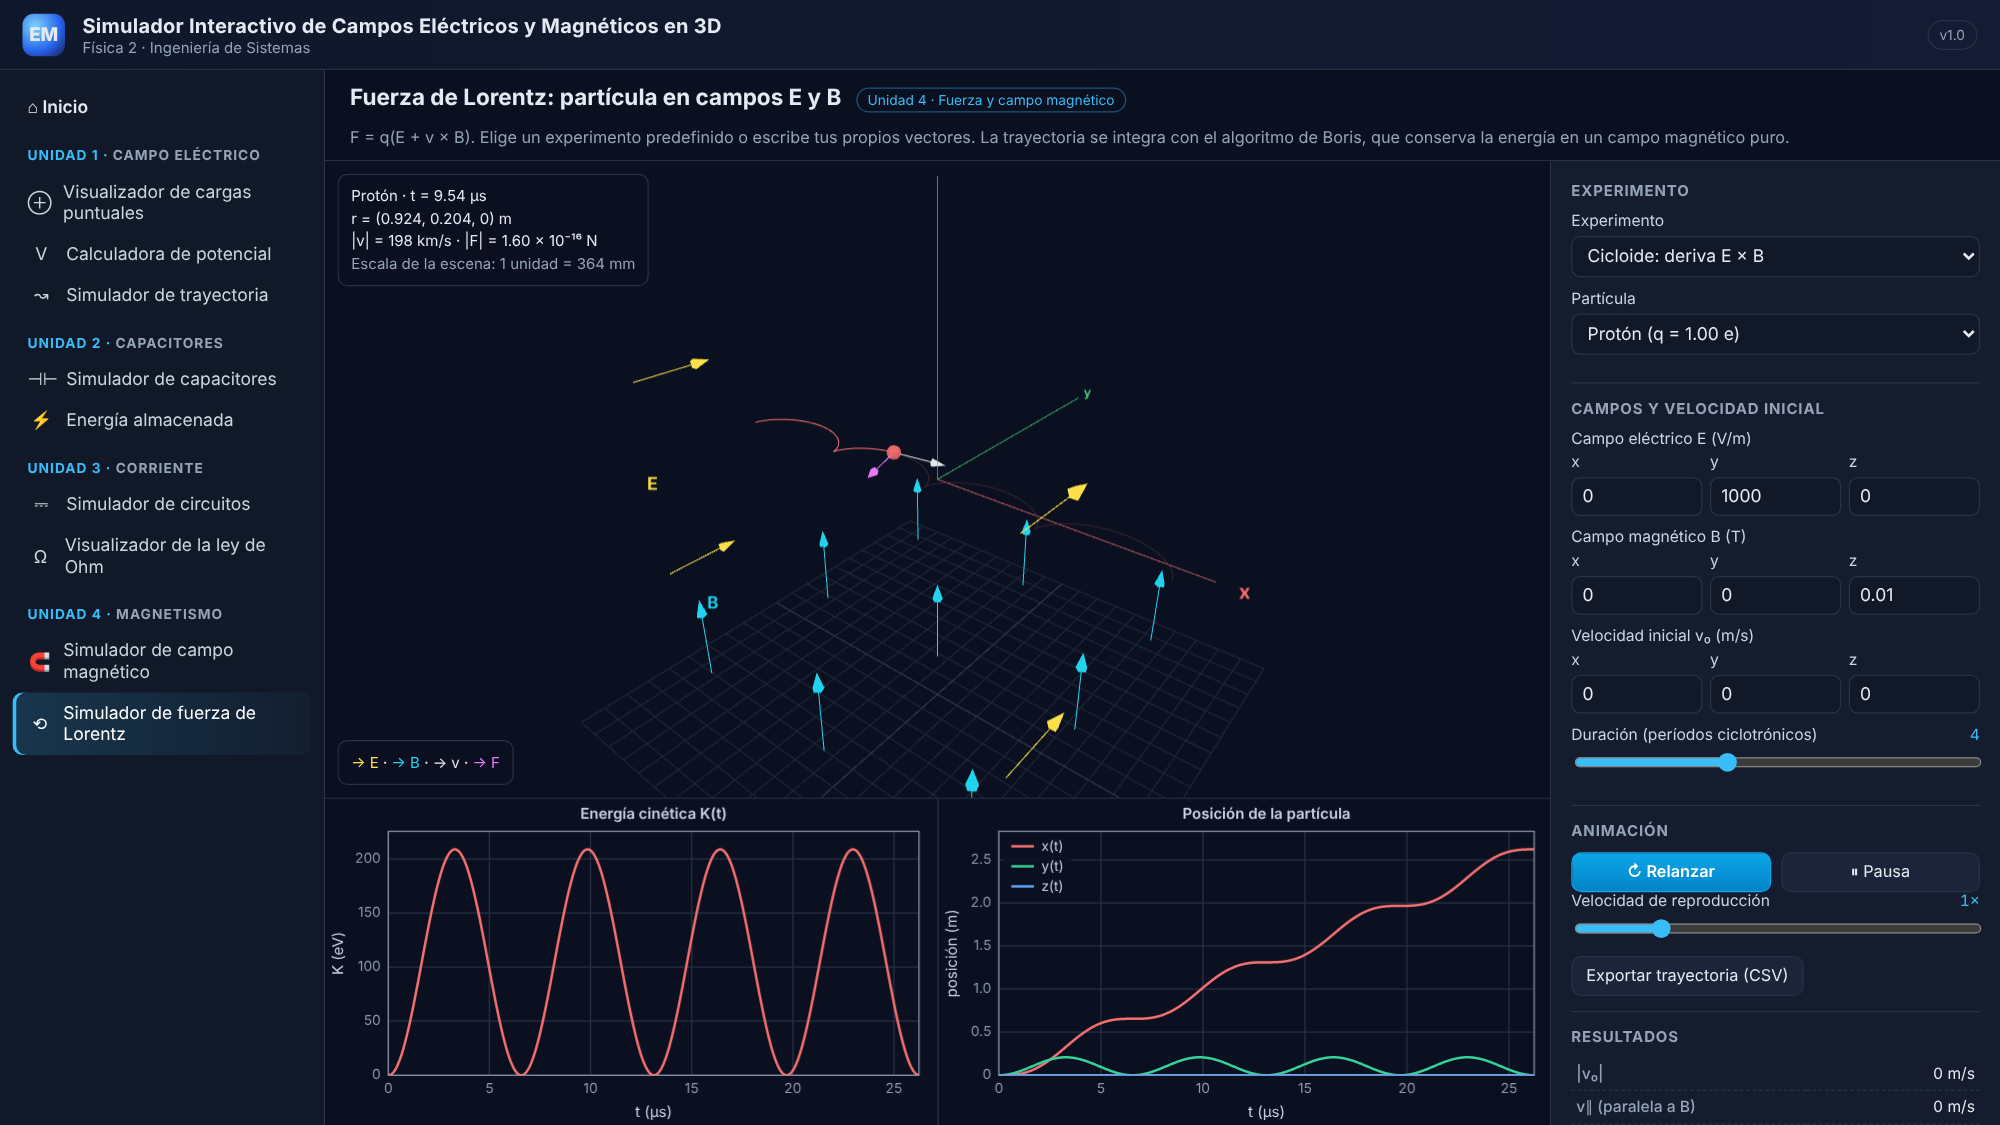 EM
Simulador Interactivo de Campos Eléctricos y Magnéticos en 3D
Física 2 · Ingeniería de Sistemas
v1.0
⌂ Inicio
UNIDAD 1 · CAMPO ELÉCTRICO
Visualizador de cargas
puntuales
V Calculadora de potencial
↝ Simulador de trayectoria
UNIDAD 2 · CAPACITORES
⊣⊢ Simulador de capacitores
⚡ Energía almacenada
UNIDAD 3 · CORRIENTE
⎓ Simulador de circuitos
Ω Visualizador de la ley de
Ohm
UNIDAD 4 · MAGNETISMO
🧲 Simulador de campo
magnético
⟲ Simulador de fuerza de
Lorentz
Fuerza de Lorentz: partícula en campos E y B
Unidad 4 · Fuerza y campo magnético
F = q(E + v × B). Elige un experimento predefinido o escribe tus propios vectores. La trayectoria se integra con el algoritmo de Boris, que conserva la energía en un campo magnético puro.
Protón · t = 9.54 µs
r = (0.924, 0.204, 0) m
|v| = 198 km/s · |F| = 1.60 × 10⁻¹⁶ N
Escala de la escena: 1 unidad = 364 mm
y
E
x
B
→ E · → B · → v · → F
Energía cinética K(t)
200
150
100
50
0
K (eV)
0 5 10 15 20 25
t (µs)
Posición de la partícula
x(t)
y(t)
z(t)
2.5
2.0
1.5
1.0
0.5
0
posición (m)
0 5 10 15 20 25
t (µs)
EXPERIMENTO
Experimento
Cicloide: deriva E × B
Partícula
Protón (q = 1.00 e)
CAMPOS Y VELOCIDAD INICIAL
Campo eléctrico E (V/m)
x y z
0 1000 0
Campo magnético B (T)
x y z
0 0 0.01
Velocidad inicial v₀ (m/s)
x y z
0 0 0
Duración (períodos ciclotrónicos) 4
ANIMACIÓN
↻ Relanzar
⏸ Pausa
Velocidad de reproducción 1×
Exportar trayectoria (CSV)
RESULTADOS
|v₀| 0 m/s
v∥ (paralela a B) 0 m/s